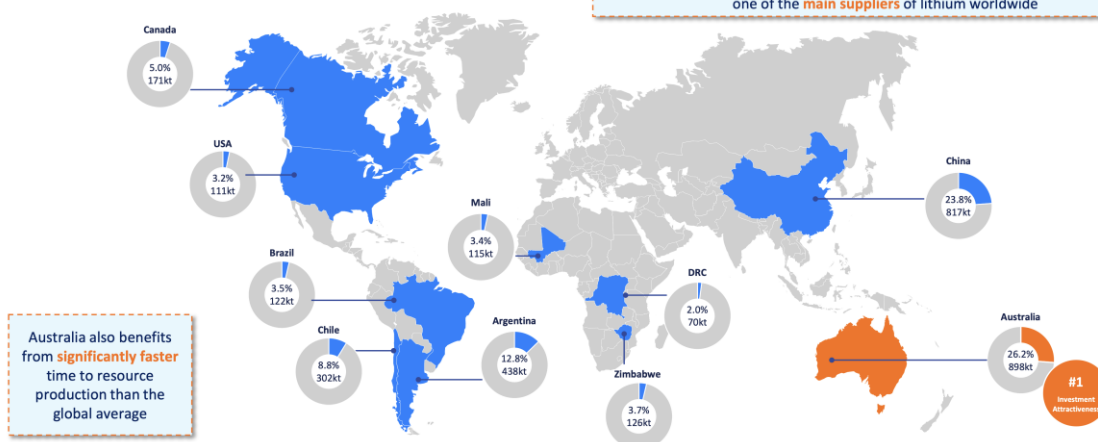 one of the main suppliers of lithium worldwide
Canada
5.0%
171kt
USA
3.2%
111kt
China
23.8%
817kt
Mali
3.4%
115kt
Brazil
3.5%
122kt
DRC
2.0%
70kt
Chile
8.8%
302kt
Argentina
12.8%
438kt
Zimbabwe
3.7%
126kt
Australia
26.2%
898kt
#1
Investment
Attractiveness
Australia also benefits
from significantly faster
time to resource
production than the
global average